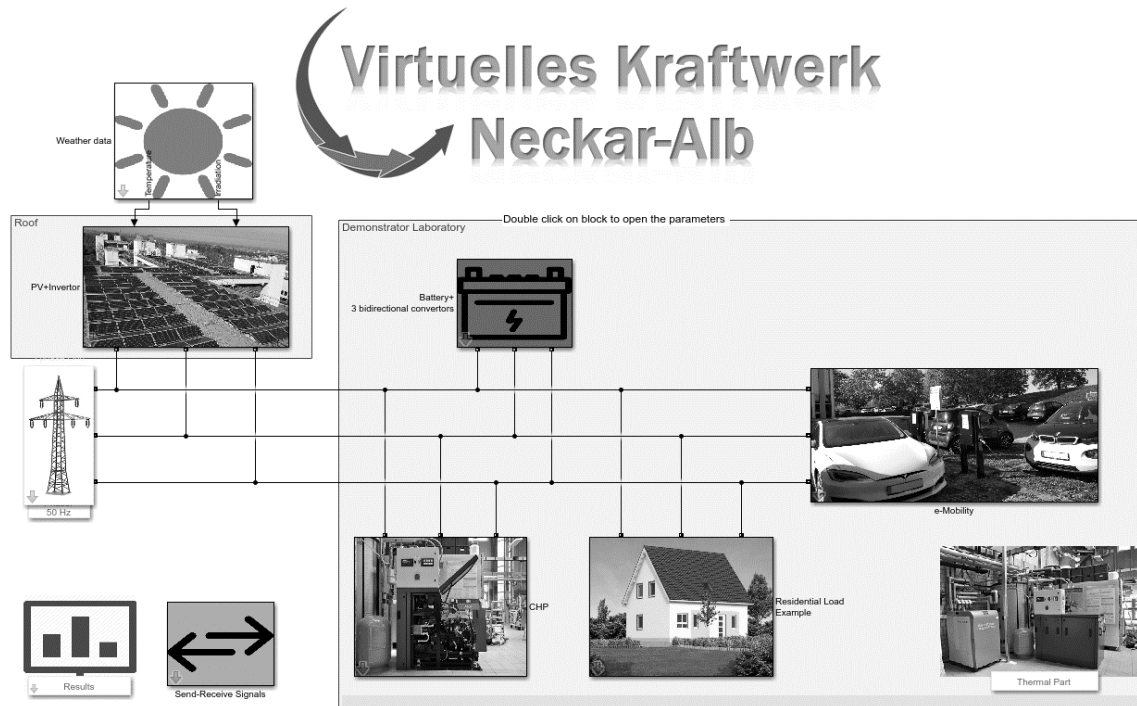 Virtuelles Kraftwerk
Neckar-Alb
Weather data
Temperature
Irradiation
Roof
PV+Invertor
Double click on block to open the parameters
Demonstrator Laboratory
Battery+
3 bidirectional convertors
50 Hz
e-Mobility
CHP
Residential Load
Example
Results
Send-Receive Signals
Thermal Part